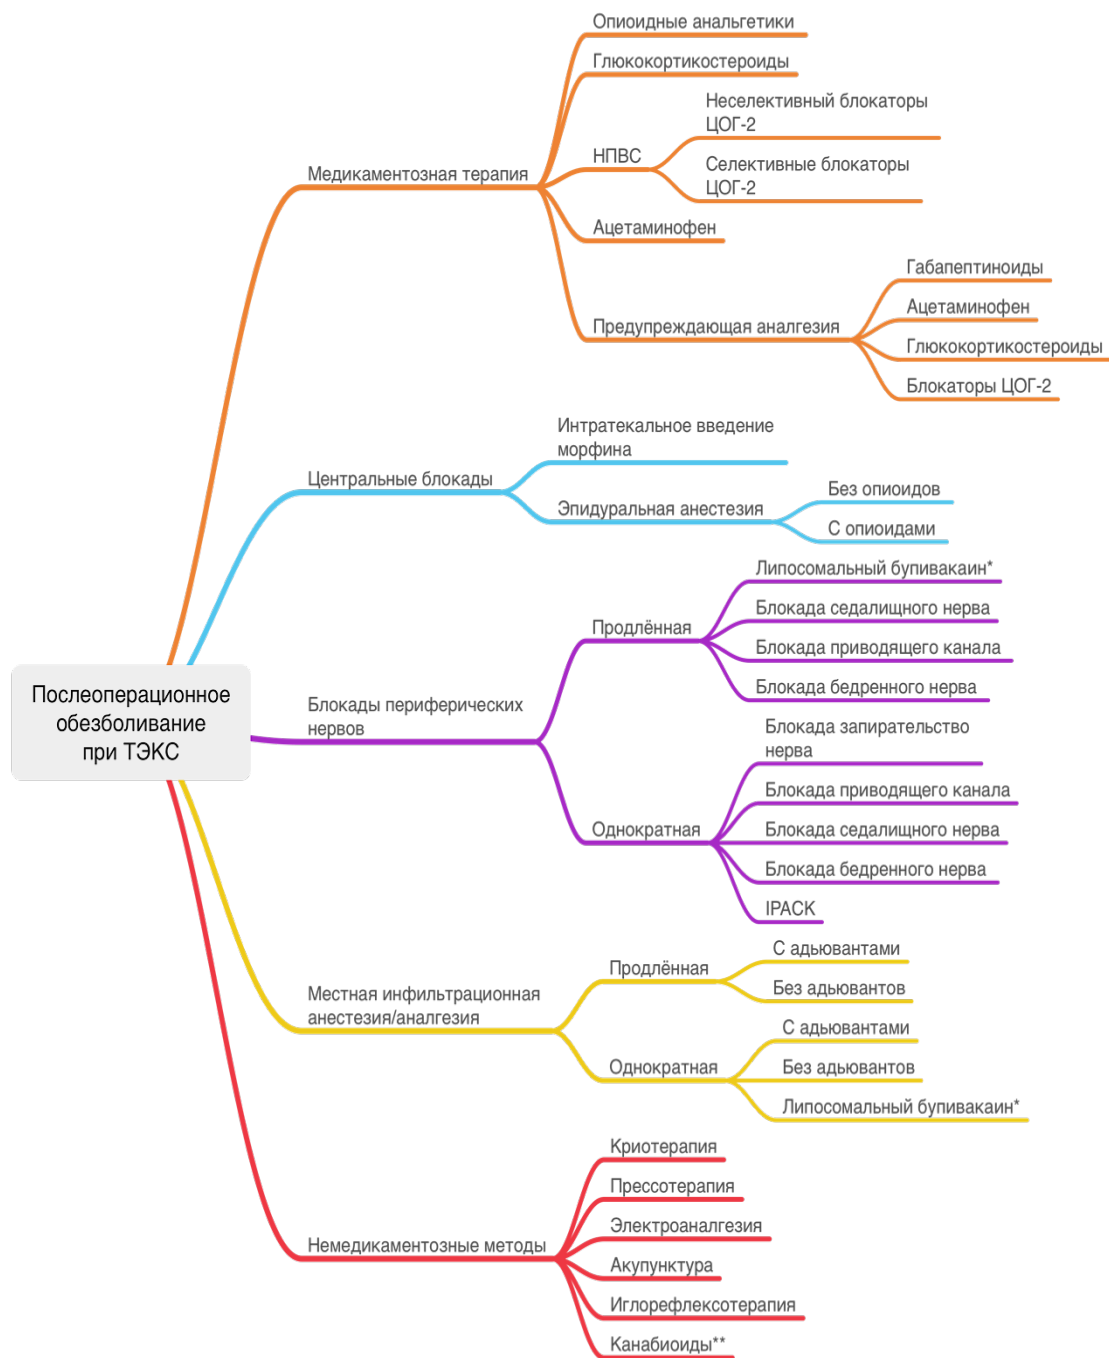 Послеоперационное
обезболивание
при ТЭКС
Медикаментозная терапия
Опиоидные анальгетики
Глюкокортикостероиды
НПВС
Неселективный блокаторы
ЦОГ-2
Селективные блокаторы
ЦОГ-2
Ацетаминофен
Предупреждающая аналгезия
Габапептиноиды
Ацетаминофен
Глюкокортикостероиды
Блокаторы ЦОГ-2
Центральные блокады
Интратекальное введение
морфина
Эпидуральная анестезия
Без опиоидов
С опиоидами
Блокады периферических
нервов
Продлённая
Липосомальный бупивакаин*
Блокада седалищного нерва
Блокада приводящего канала
Блокада бедренного нерва
Однократная
Блокада запирательство
нерва
Блокада приводящего канала
Блокада седалищного нерва
Блокада бедренного нерва
IPACK
Местная инфильтрационная
анестезия/аналгезия
Продлённая
С адьювантами
Без адьювантов
Однократная
С адьювантами
Без адьювантов
Липосомальный бупивакаин*
Немедикаментозные методы
Криотерапия
Прессотерапия
Электроаналгезия
Акупунктура
Иглорефлексотерапия
Канабиоиды**